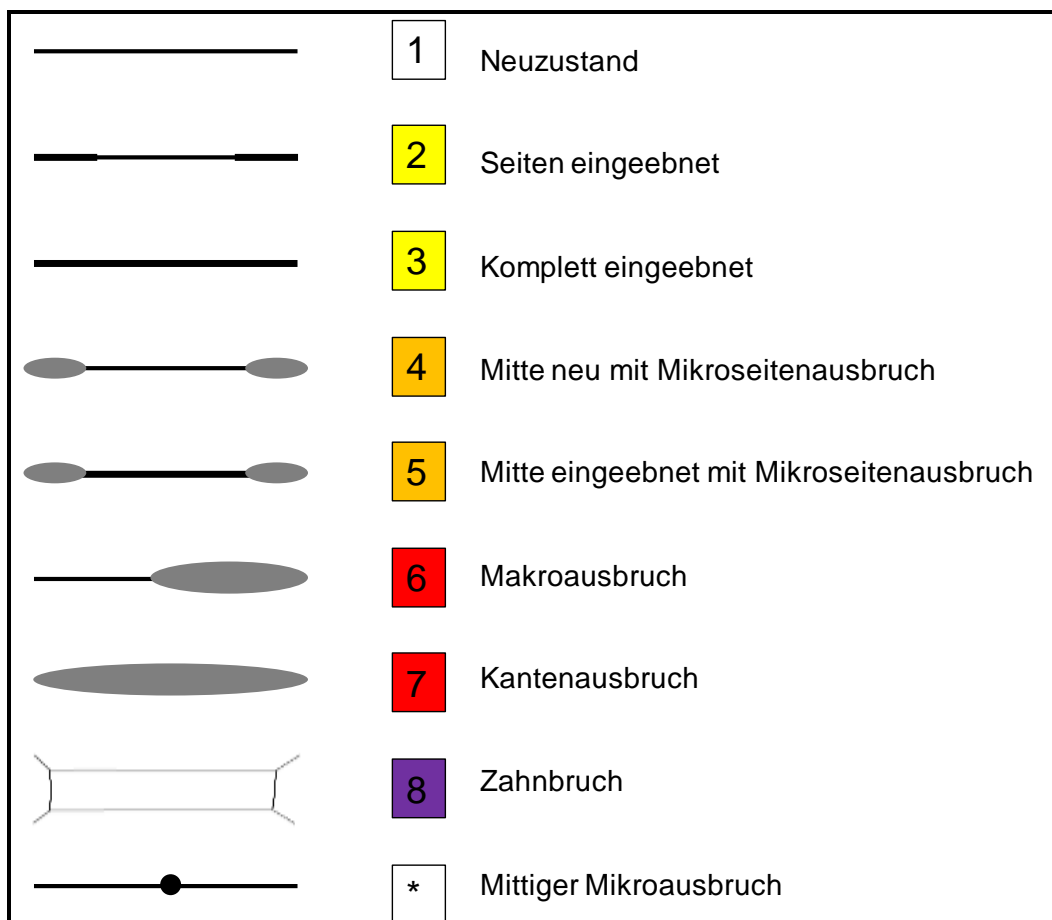 1 Neuzustand
2 Seiten eingeebnet
3 Komplett eingeebnet
4 Mitte neu mit Mikroseitenausbruch
5 Mitte eingeebnet mit Mikroseitenausbruch
6 Makroausbruch
7 Kantenausbruch
8 Zahnbruch
* Mittiger Mikroausbruch